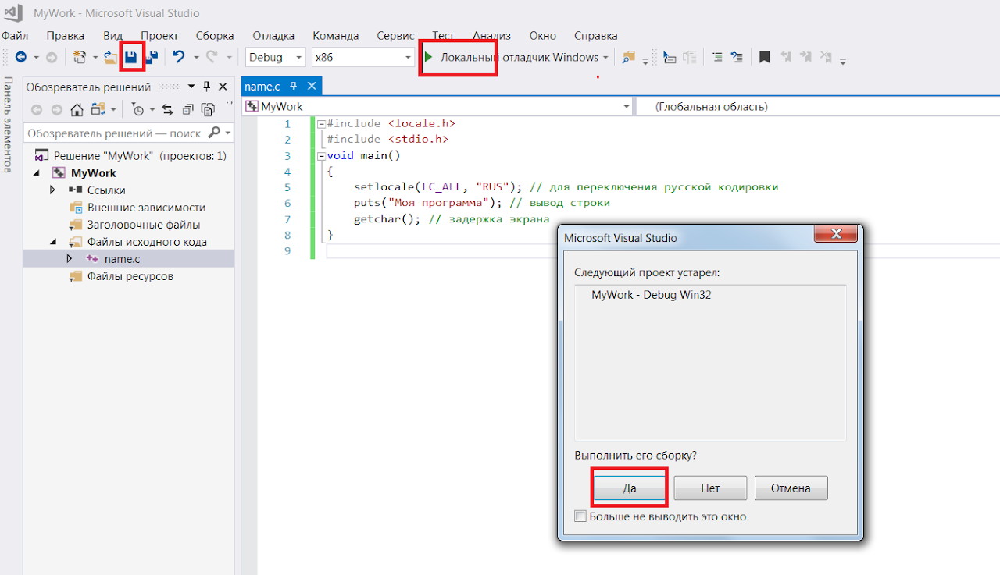 MyWork - Microsoft Visual Studio
Файл Правка Вид Проект Сборка Отладка Команда Сервис Тест Анализ Окно Справка
Debug x86 Локальный отладчик Windows
Панель элементов
Обозреватель решений
name.c
MyWork (Глобальная область)
Обозреватель решений — поиск
Решение "MyWork" (проектов: 1)
MyWork
Ссылки
Внешние зависимости
Заголовочные файлы
Файлы исходного кода
name.c
Файлы ресурсов
1 #include <locale.h>
2 #include <stdio.h>
3 void main()
4 {
5 setlocale(LC_ALL, "RUS"); // для переключения русской кодировки
6 puts("Моя программа"); // вывод строки
7 getchar(); // задержка экрана
8 }
9
Microsoft Visual Studio
Следующий проект устарел:
MyWork - Debug Win32
Выполнить его сборку?
Да Нет Отмена
Больше не выводить это окно